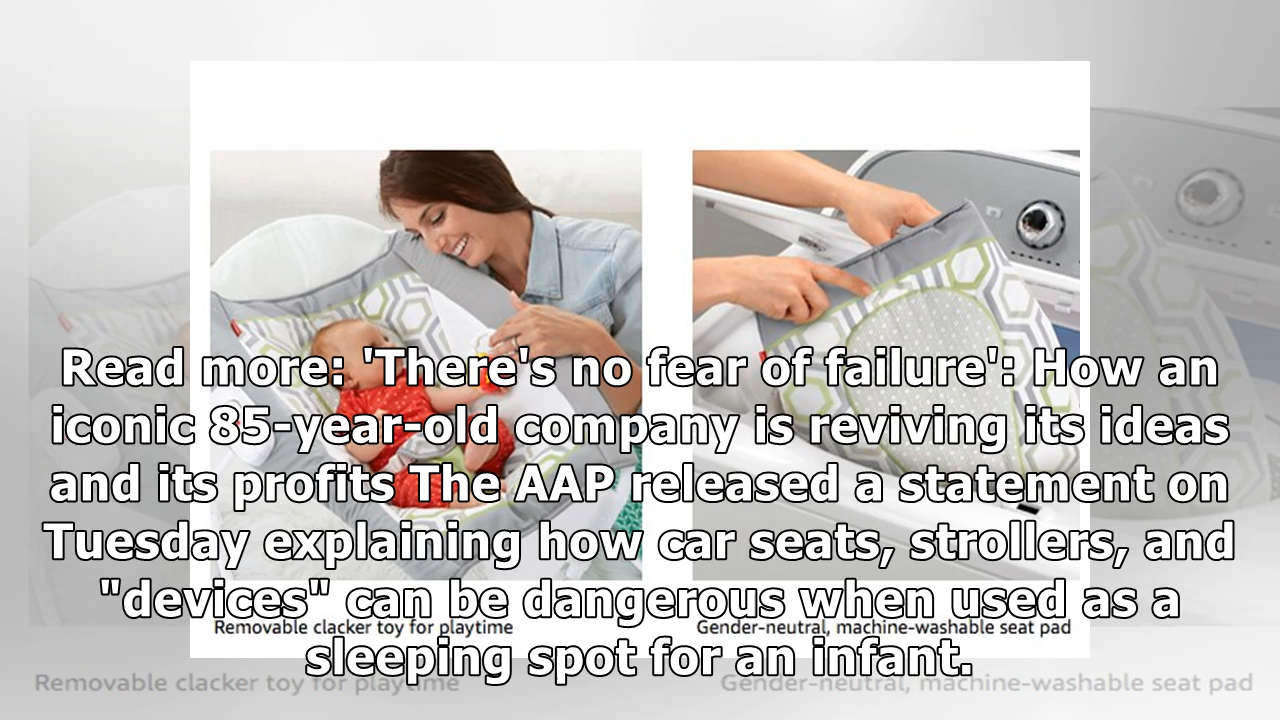 Read more: 'There's no fear of failure': How an
iconic 85-year-old company is reviving its ideas
and its profits The AAP released a statement on
Tuesday explaining how car seats, strollers, and
"devices" can be dangerous when used as a
sleeping spot for an infant.
Removable clacker toy for playtime
Gender-neutral, machine-washable seat pad
Removable clacker toy for playtime
Gender-neutral, machine-washable seat pad